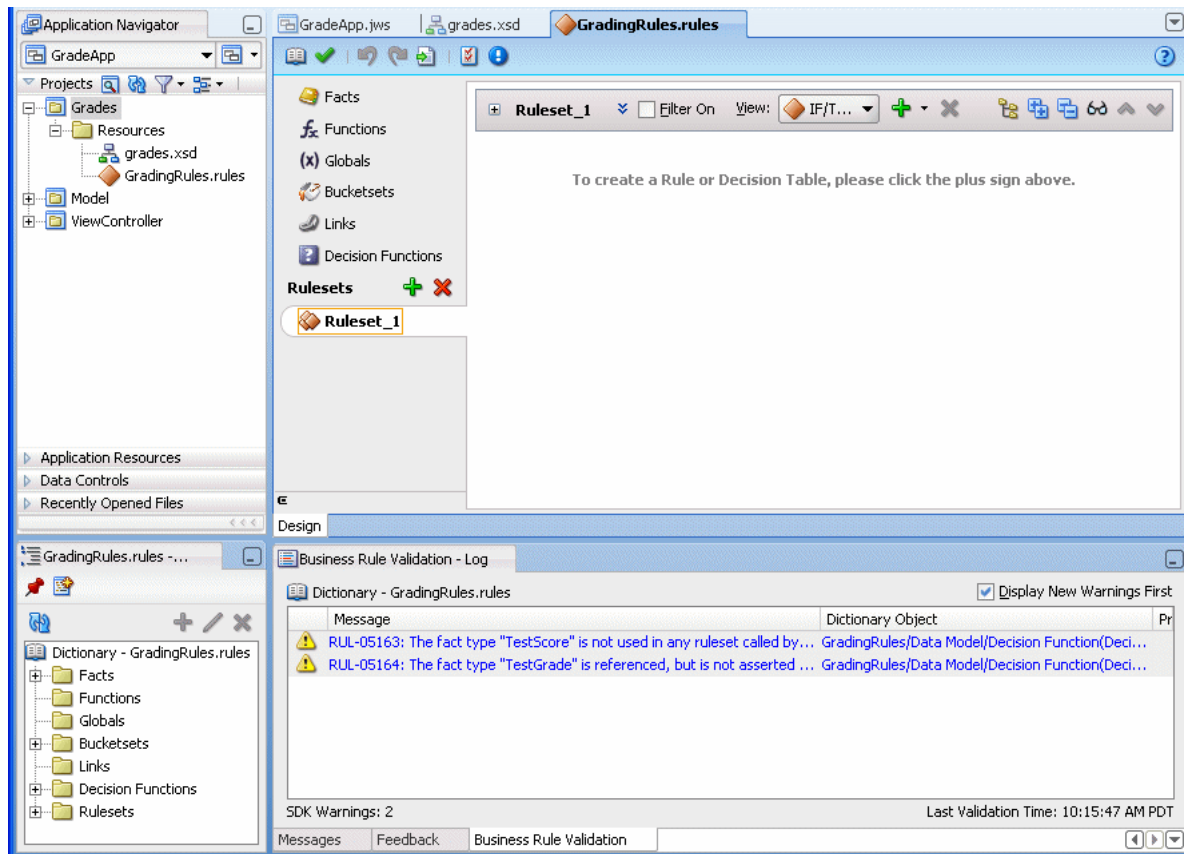 Application Navigator
GradeApp
Projects
Grades
Resources
grades.xsd
GradingRules.rules
Model
ViewController
Application Resources
Data Controls
Recently Opened Files
GradeApp.jws
grades.xsd
GradingRules.rules
Facts
Functions
Globals
Bucketsets
Links
Decision Functions
Rulesets
Ruleset_1
Ruleset_1
Filter On
View:
IF/T...
To create a Rule or Decision Table, please click the plus sign above.
Design
GradingRules.rules -...
Dictionary - GradingRules.rules
Facts
Functions
Globals
Bucketsets
Links
Decision Functions
Rulesets
Business Rule Validation - Log
Dictionary - GradingRules.rules
Display New Warnings First
Message Dictionary Object Pr
RUL-05163: The fact type "TestScore" is not used in any ruleset called by... GradingRules/Data Model/Decision Function(Deci...
RUL-05164: The fact type "TestGrade" is referenced, but is not asserted ... GradingRules/Data Model/Decision Function(Deci...
SDK Warnings: 2
Last Validation Time: 10:15:47 AM PDT
Messages Feedback Business Rule Validation